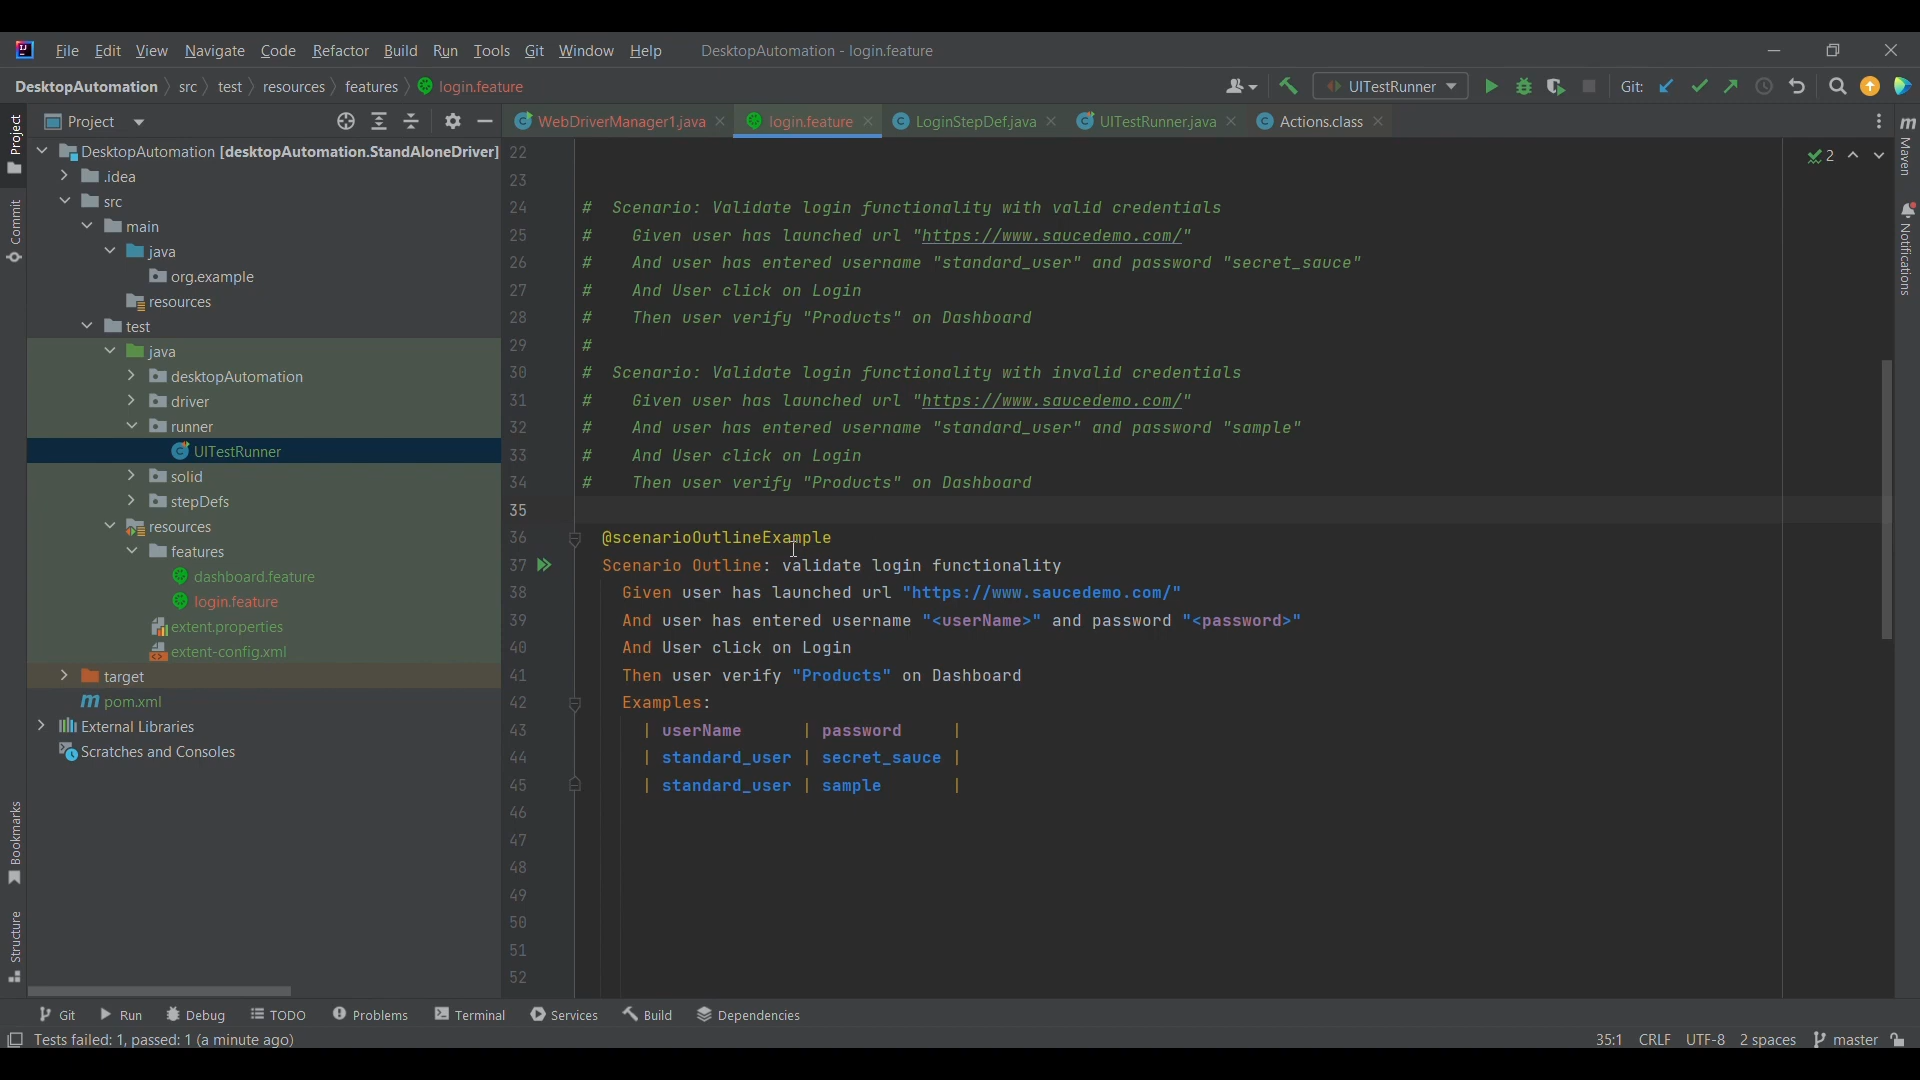 File Edit View Navigate Code Refactor Build Run Tools Git Window Help DesktopAutomation - login.feature
DesktopAutomation src test resources features login.feature UITestRunner Git:
Project WebDriverManager1.java login.feature LoginStepDef.java UITestRunner.java Actions.class
DesktopAutomation [desktopAutomation.StandAloneDriver]
.idea
src
main
java
org.example
resources
test
java
desktopAutomation
driver
runner
UITestRunner
solid
stepDefs
resources
features
dashboard.feature
login.feature
extent.properties
extent-config.xml
target
pom.xml
External Libraries
Scratches and Consoles
Project
Commit
Bookmarks
Structure
22
23
24 # Scenario: Validate login functionality with valid credentials
25 # Given user has launched url "https://www.saucedemo.com/"
26 # And user has entered username "standard_user" and password "secret_sauce"
27 # And User click on Login
28 # Then user verify "Products" on Dashboard
29 #
30 # Scenario: Validate login functionality with invalid credentials
31 # Given user has launched url "https://www.saucedemo.com/"
32 # And user has entered username "standard_user" and password "sample"
33 # And User click on Login
34 # Then user verify "Products" on Dashboard
35
36 @scenarioOutlineExample
37 Scenario Outline: validate login functionality
38 Given user has launched url "https://www.saucedemo.com/"
39 And user has entered username "<userName>" and password "<password>"
40 And User click on Login
41 Then user verify "Products" on Dashboard
42 Examples:
43 | userName | password |
44 | standard_user | secret_sauce |
45 | standard_user | sample |
46
47
48
49
50
51
52
2
Maven
Notifications
Git Run Debug TODO Problems Terminal Services Build Dependencies
Tests failed: 1, passed: 1 (a minute ago) 35:1 CRLF UTF-8 2 spaces master